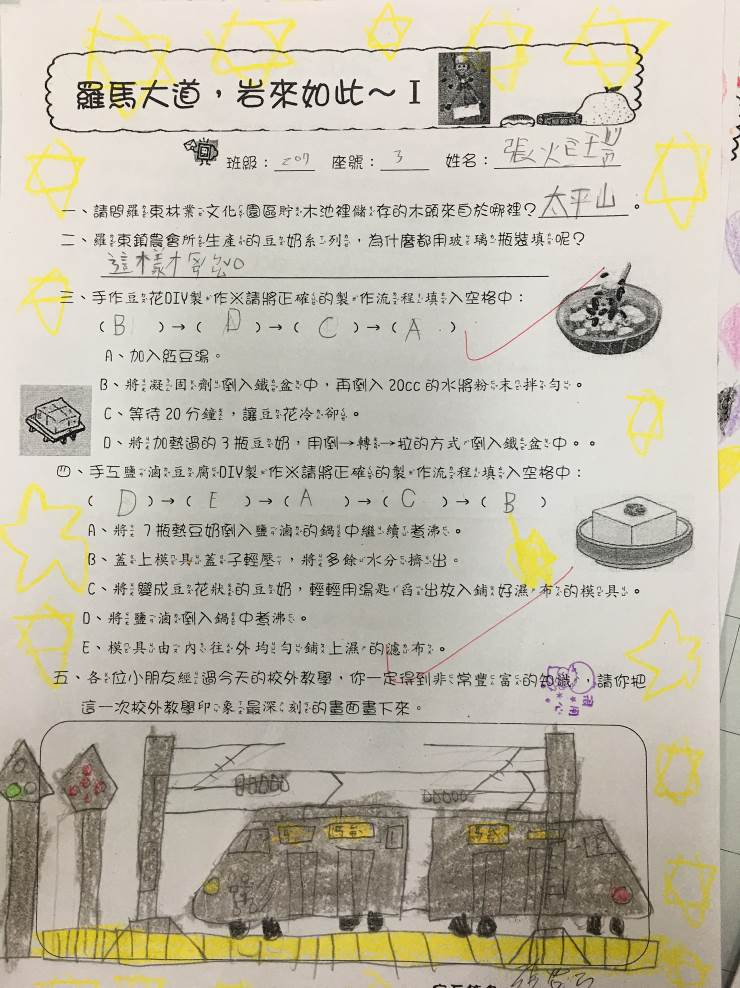 羅馬大道，岩來如此～I
班級：207 座號：3 姓名：張
一、請問羅東林業文化園區貯木池裡儲存的木頭來自於哪裡？太平山。
二、羅東鎮農會所生產的豆奶系列，為什麼都用玻璃瓶裝填呢？
這樣才
三、手作豆花DIY製作※請將正確的製作流程填入空格中：
（B）→（D）→（C）→（A）
A、加入紅豆湯。
B、將凝固劑倒入鐵盆中，再倒入20cc的水將粉末拌勻。
C、等待20分鐘，讓豆花冷卻。
D、將加熱過的3瓶豆奶，用倒→轉→拉的方式倒入鐵盆中。。
四、手互鹽滷豆腐DIY製作※請將正確的製作流程填入空格中：
（D）→（E）→（A）→（C）→（B）
A、將7瓶熱豆奶倒入鹽滷的鍋中繼續煮沸。
B、蓋上模具蓋子輕壓，將多餘水分擠出。
C、將變成豆花狀的豆奶，輕輕用湯匙舀出放入鋪好濕布的模具。
D、將鹽滷倒入鍋中煮沸。
E、模具由內往外均勻鋪上濕的濾布。
五、各位小朋友經過今天的校外教學，你一定得到非常豐富的知識，請你把
這一次校外教學印象最深刻的畫面畫下來。